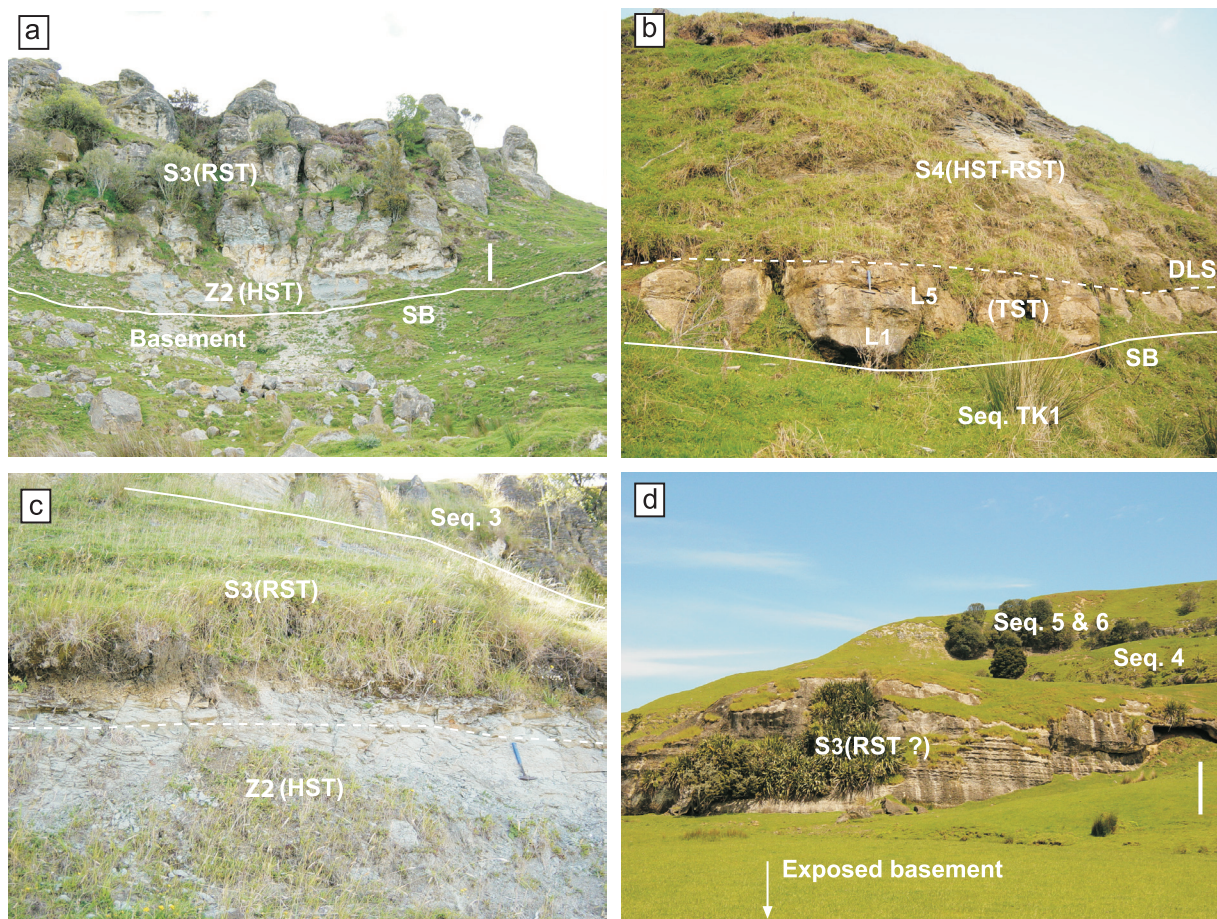 a
S3(RST)
Z2 (HST)
SB
Basement
b
S4(HST-RST)
DLS
L5
(TST)
L1
SB
Seq. TK1
c
Seq. 3
S3(RST)
Z2 (HST)
d
Seq. 5 & 6
Seq. 4
S3(RST ?)
Exposed basement